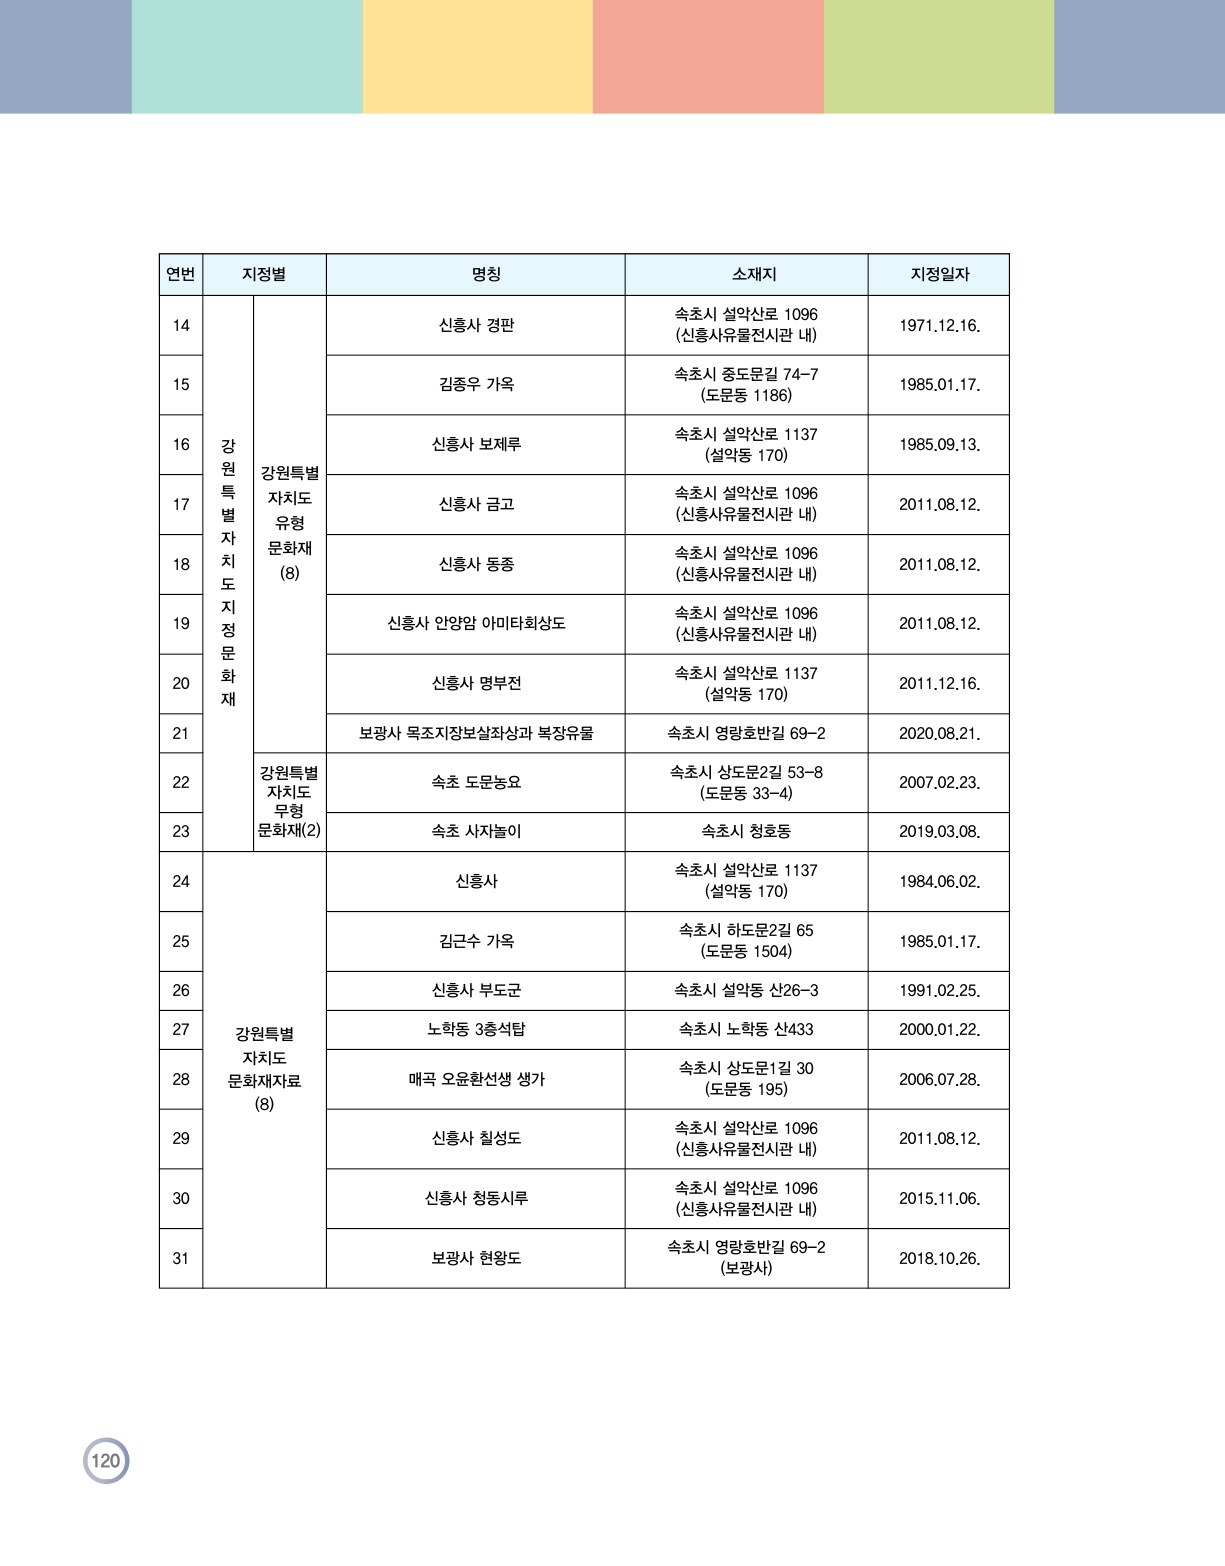 연번 지정별 명칭 소재지 지정일자
강
원
특
별
자
치
도
지
정
문
화
재
강원특별
자치도
유형
문화재
(8)
14 신흥사 경판 속초시 설악산로 1096
(신흥사유물전시관 내) 1971.12.16.
15 김종우 가옥 속초시 중도문길 74-7
(도문동 1186) 1985.01.17.
16 신흥사 보제루 속초시 설악산로 1137
(설악동 170) 1985.09.13.
17 신흥사 금고 속초시 설악산로 1096
(신흥사유물전시관 내) 2011.08.12.
18 신흥사 동종 속초시 설악산로 1096
(신흥사유물전시관 내) 2011.08.12.
19 신흥사 안양암 아미타회상도 속초시 설악산로 1096
(신흥사유물전시관 내) 2011.08.12.
20 신흥사 명부전 속초시 설악산로 1137
(설악동 170) 2011.12.16.
21 보광사 목조지장보살좌상과 복장유물 속초시 영랑호반길 69-2 2020.08.21.
강원특별
자치도
무형
문화재(2)
22 속초 도문농요 속초시 상도문2길 53-8
(도문동 33-4) 2007.02.23.
23 속초 사자놀이 속초시 청호동 2019.03.08.
강원특별
자치도
문화재자료
(8)
24 신흥사 속초시 설악산로 1137
(설악동 170) 1984.06.02.
25 김근수 가옥 속초시 하도문2길 65
(도문동 1504) 1985.01.17.
26 신흥사 부도군 속초시 설악동 산26-3 1991.02.25.
27 노학동 3층석탑 속초시 노학동 산433 2000.01.22.
28 매곡 오윤환선생 생가 속초시 상도문1길 30
(도문동 195) 2006.07.28.
29 신흥사 칠성도 속초시 설악산로 1096
(신흥사유물전시관 내) 2011.08.12.
30 신흥사 청동시루 속초시 설악산로 1096
(신흥사유물전시관 내) 2015.11.06.
31 보광사 현왕도 속초시 영랑호반길 69-2
(보광사) 2018.10.26.
120